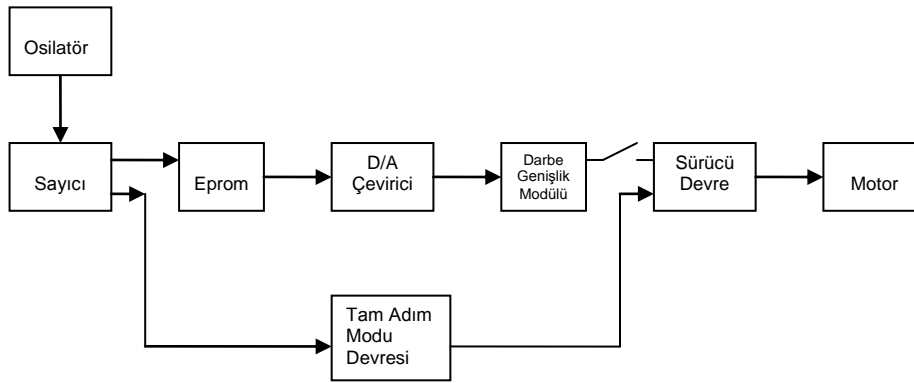 Osilatör
Sayıcı
Eprom
D/A
Çevirici
Darbe
Genişlik
Modülü
Sürücü
Devre
Motor
Tam Adım
Modu
Devresi